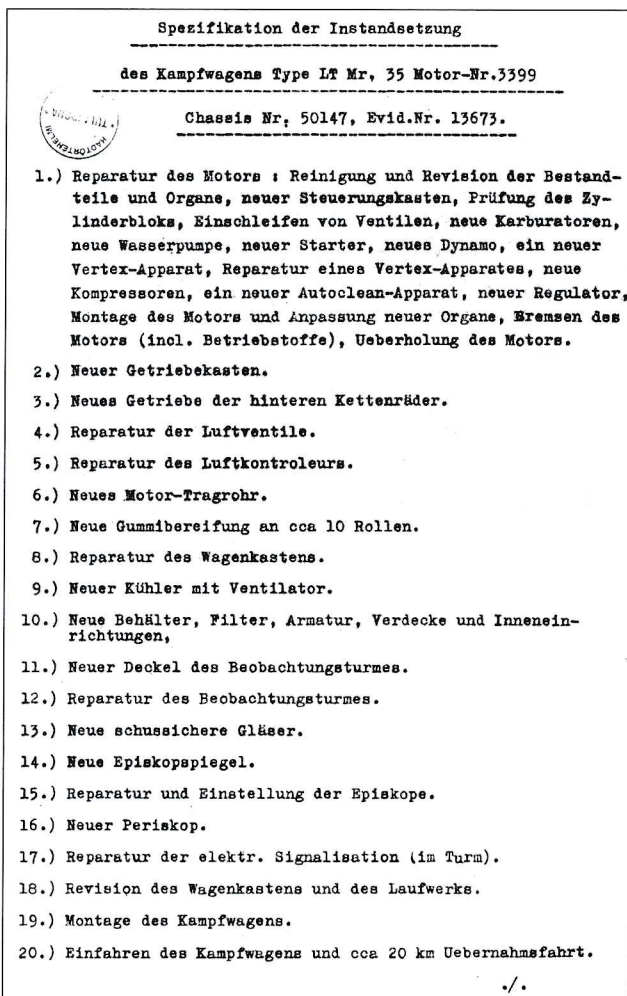 Spezifikation der Instandsetzung
des Kampfwagens Type LT Mr, 35 Motor-Nr.3399
Chassis Nr. 50147, Evid.Nr. 13673.
1.) Reparatur des Motors : Reinigung und Revision der Bestand-
teile und Organe, neuer Steuerungskasten, Prüfung des Zy-
linderbloks, Einschleifen von Ventilen, neue Karburatoren,
neue Wasserpumpe, neuer Starter, neues Dynamo, ein neuer
Vertex-Apparat, Reparatur eines Vertex-Apparates, neue
Kompressoren, ein neuer Autoclean-Apparat, neuer Regulator,
Montage des Motors und Anpassung neuer Organe, Bremsen des
Motors (incl. Betriebstoffe), Ueberholung des Motors.
2.) Neuer Getriebekasten.
3.) Neues Getriebe der hinteren Kettenräder.
4.) Reparatur der Luftventile.
5.) Reparatur des Luftkontroleurs.
6.) Neues Motor-Tragrohr.
7.) Neue Gummibereifung an cca 10 Rollen.
8.) Reparatur des Wagenkastens.
9.) Neuer Kühler mit Ventilator.
10.) Neue Behälter, Filter, Armatur, Verdecke und Innenein-
richtungen,
11.) Neuer Deckel des Beobachtungsturmes.
12.) Reparatur des Beobachtungsturmes.
13.) Neue schussichere Gläser.
14.) Neue Episkopspiegel.
15.) Reparatur und Einstellung der Episkope.
16.) Neuer Periskop.
17.) Reparatur der elektr. Signalisation (im Turm).
18.) Revision des Wagenkastens und des Laufwerks.
19.) Montage des Kampfwagens.
20.) Einfahren des Kampfwagens und cca 20 km Uebernahmsfahrt.
./.